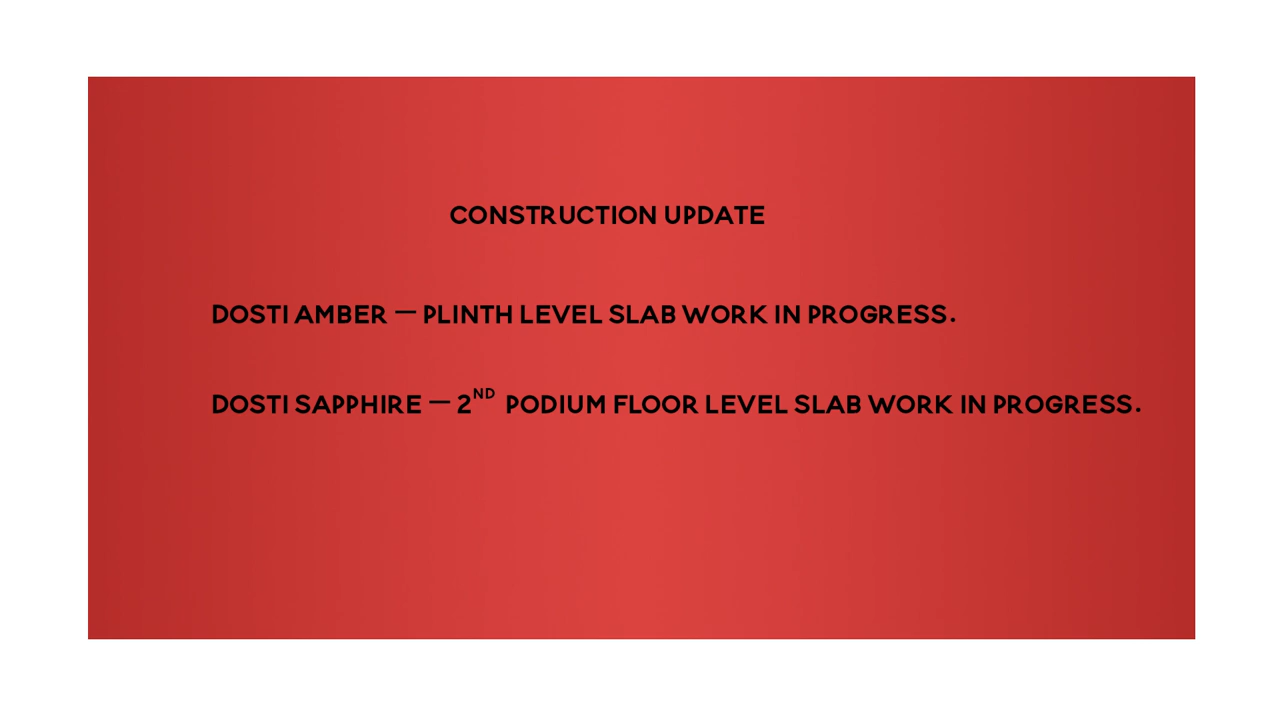 CONSTRUCTION UPDATE
DOSTI AMBER – PLINTH LEVEL SLAB WORK IN PROGRESS.
DOSTI SAPPHIRE – 2ND PODIUM FLOOR LEVEL SLAB WORK IN PROGRESS.